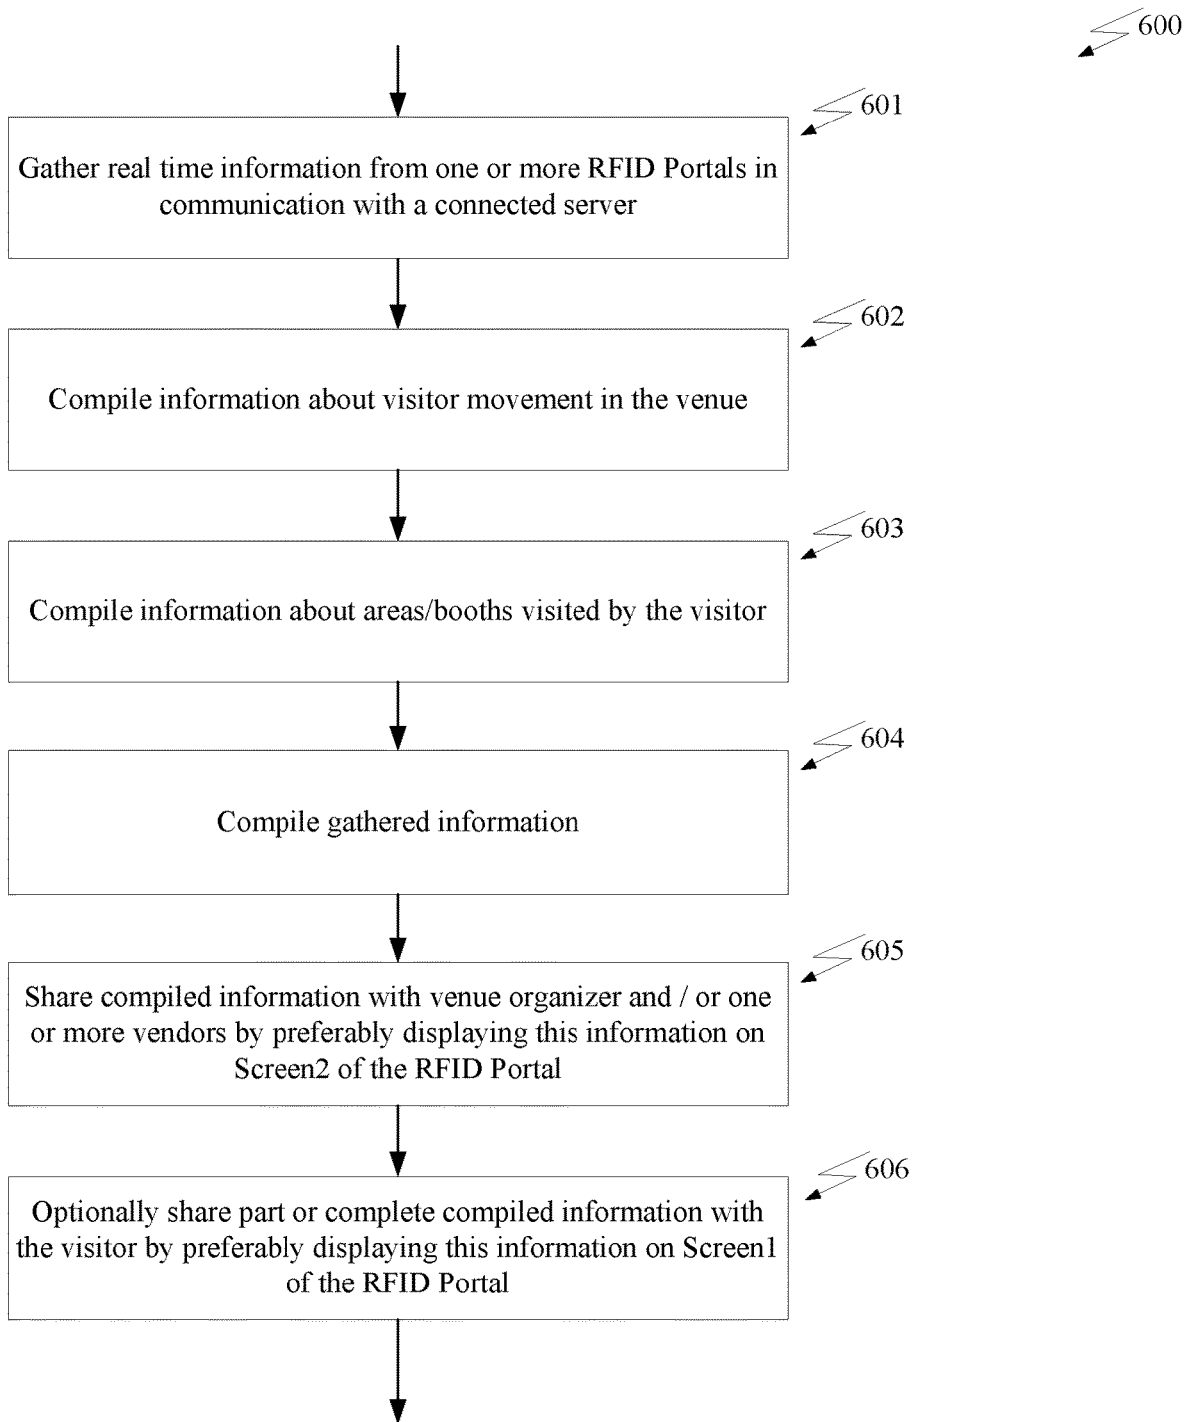 600
601
Gather real time information from one or more RFID Portals in
communication with a connected server
602
Compile information about visitor movement in the venue
603
Compile information about areas/booths visited by the visitor
604
Compile gathered information
605
Share compiled information with venue organizer and / or one
or more vendors by preferably displaying this information on
Screen2 of the RFID Portal
606
Optionally share part or complete compiled information with
the visitor by preferably displaying this information on Screen1
of the RFID Portal